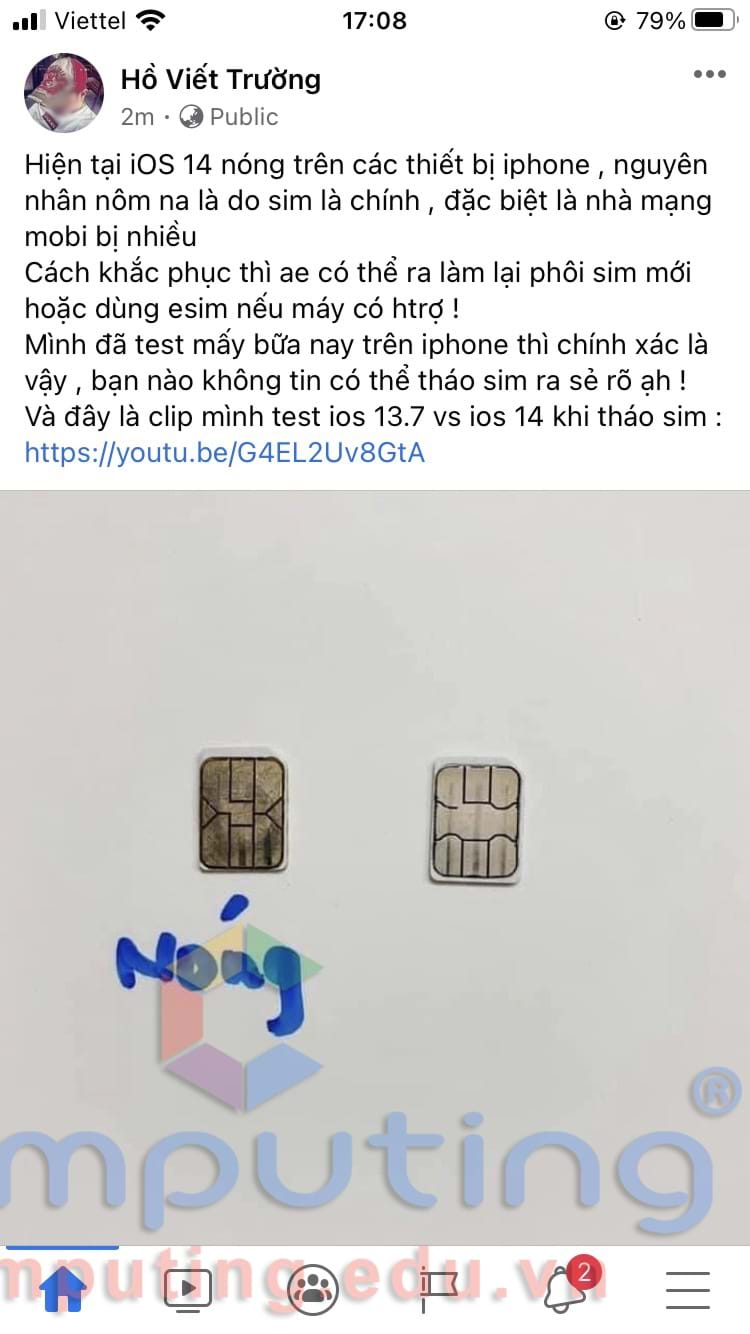 Viettel 17:08 79%
Hồ Viết Trường
2m · Public
Hiện tại iOS 14 nóng trên các thiết bị iphone , nguyên
nhân nôm na là do sim là chính , đặc biệt là nhà mạng
mobi bị nhiều
Cách khắc phục thì ae có thể ra làm lại phôi sim mới
hoặc dùng esim nếu máy có htrợ !
Mình đã test mấy bữa nay trên iphone thì chính xác là
vậy , bạn nào không tin có thể tháo sim ra sẻ rõ ạh !
Và đây là clip mình test ios 13.7 vs ios 14 khi tháo sim :
https://youtu.be/G4EL2Uv8GtA
Nóng
®
mputing
mputing.edu.vn
2